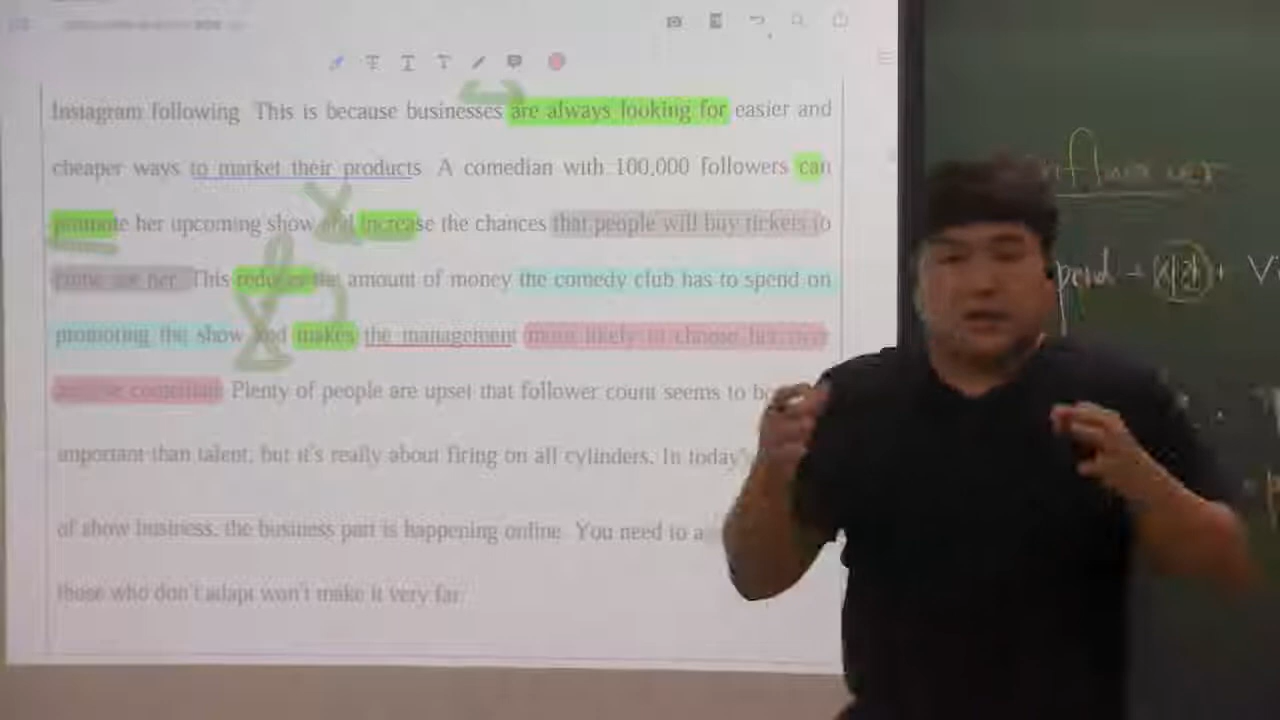 Instagram following. This is because businesses are always looking for easier and
cheaper ways to market their products. A comedian with 100,000 followers can
promote her upcoming show and increase the chances that people will buy tickets to
come see her. This reduces the amount of money the comedy club has to spend on
promoting the show and makes the management more likely to choose her over
another comedian. Plenty of people are upset that follower count seems to be
important than talent, but it's really about firing on all cylinders. In today's
of show business, the business part is happening online. You need to
those who don't adapt won't make it very far.